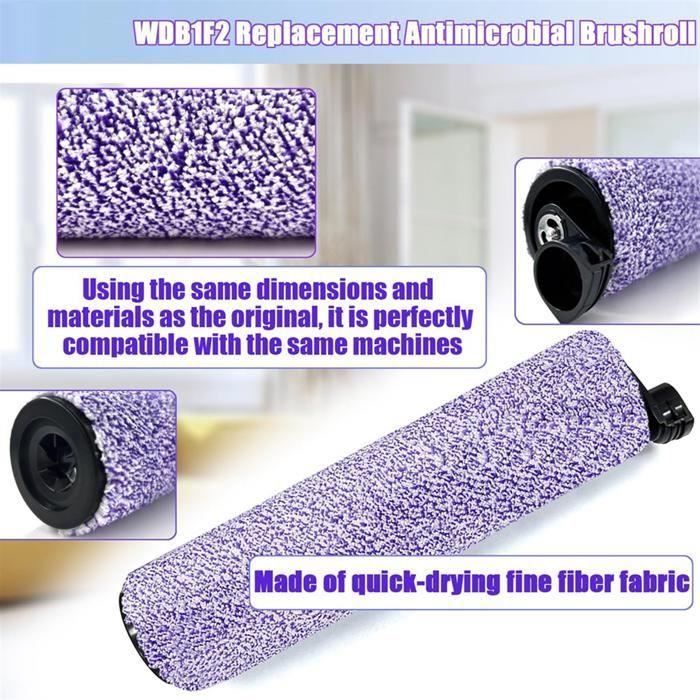 WDB1F2 Replacement Antimicrobial Brushroll
Using the same dimensions and
materials as the original, it is perfectly
compatible with the same machines
Made of quick-drying fine fiber fabric